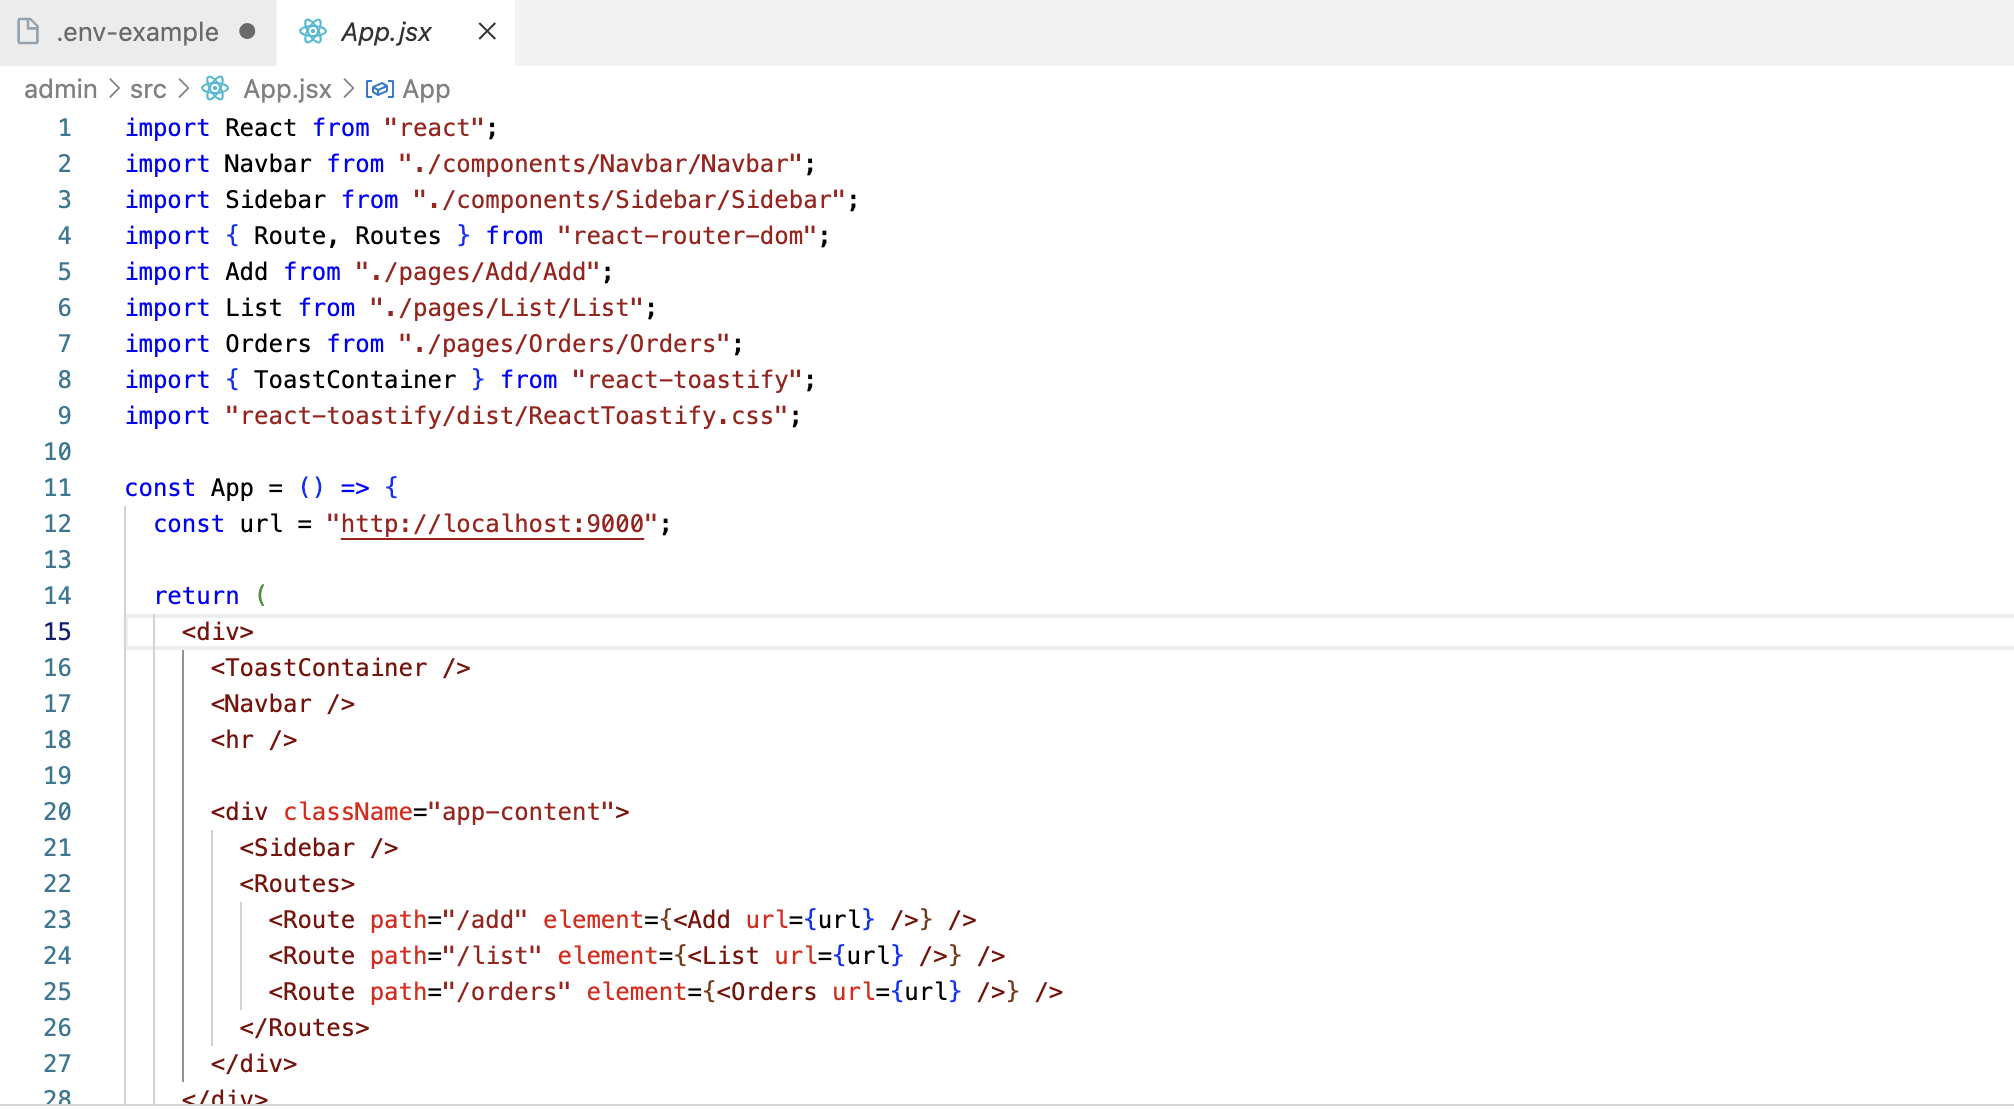 .env-example
App.jsx
admin > src > App.jsx > App
1 import React from "react";
2 import Navbar from "./components/Navbar/Navbar";
3 import Sidebar from "./components/Sidebar/Sidebar";
4 import { Route, Routes } from "react-router-dom";
5 import Add from "./pages/Add/Add";
6 import List from "./pages/List/List";
7 import Orders from "./pages/Orders/Orders";
8 import { ToastContainer } from "react-toastify";
9 import "react-toastify/dist/ReactToastify.css";
10
11 const App = () => {
12   const url = "http://localhost:9000";
13
14   return (
15     <div>
16       <ToastContainer />
17       <Navbar />
18       <hr />
19
20       <div className="app-content">
21         <Sidebar />
22         <Routes>
23           <Route path="/add" element={<Add url={url} />} />
24           <Route path="/list" element={<List url={url} />} />
25           <Route path="/orders" element={<Orders url={url} />} />
26         </Routes>
27       </div>
28     </div>